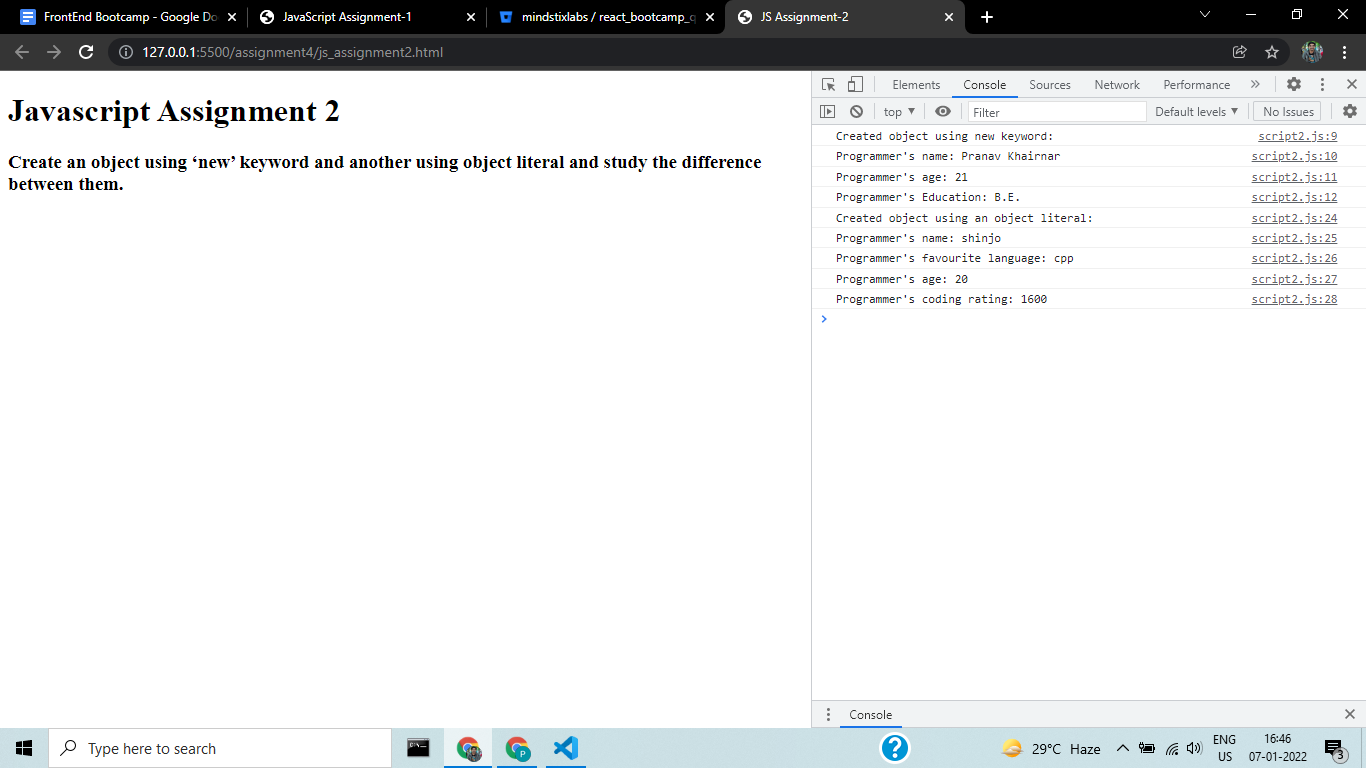 FrontEnd Bootcamp - Google Do
JavaScript Assignment-1
mindstixlabs / react_bootcamp_q
JS Assignment-2
127.0.0.1:5500/assignment4/js_assignment2.html
Javascript Assignment 2
Create an object using ‘new’ keyword and another using object literal and study the difference
between them.
Elements Console Sources Network Performance
top Filter Default levels No Issues
Created object using new keyword: script2.js:9
Programmer's name: Pranav Khairnar script2.js:10
Programmer's age: 21 script2.js:11
Programmer's Education: B.E. script2.js:12
Created object using an object literal: script2.js:24
Programmer's name: shinjo script2.js:25
Programmer's favourite language: cpp script2.js:26
Programmer's age: 20 script2.js:27
Programmer's coding rating: 1600 script2.js:28
Console
Type here to search
P
?
29°C Haze
ENG
US
16:46
07-01-2022
3